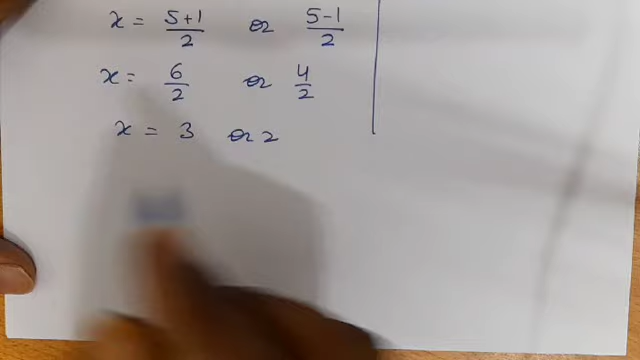 x = 5+1/2 or 5-1/2
x = 6/2 or 4/2
x = 3 or 2